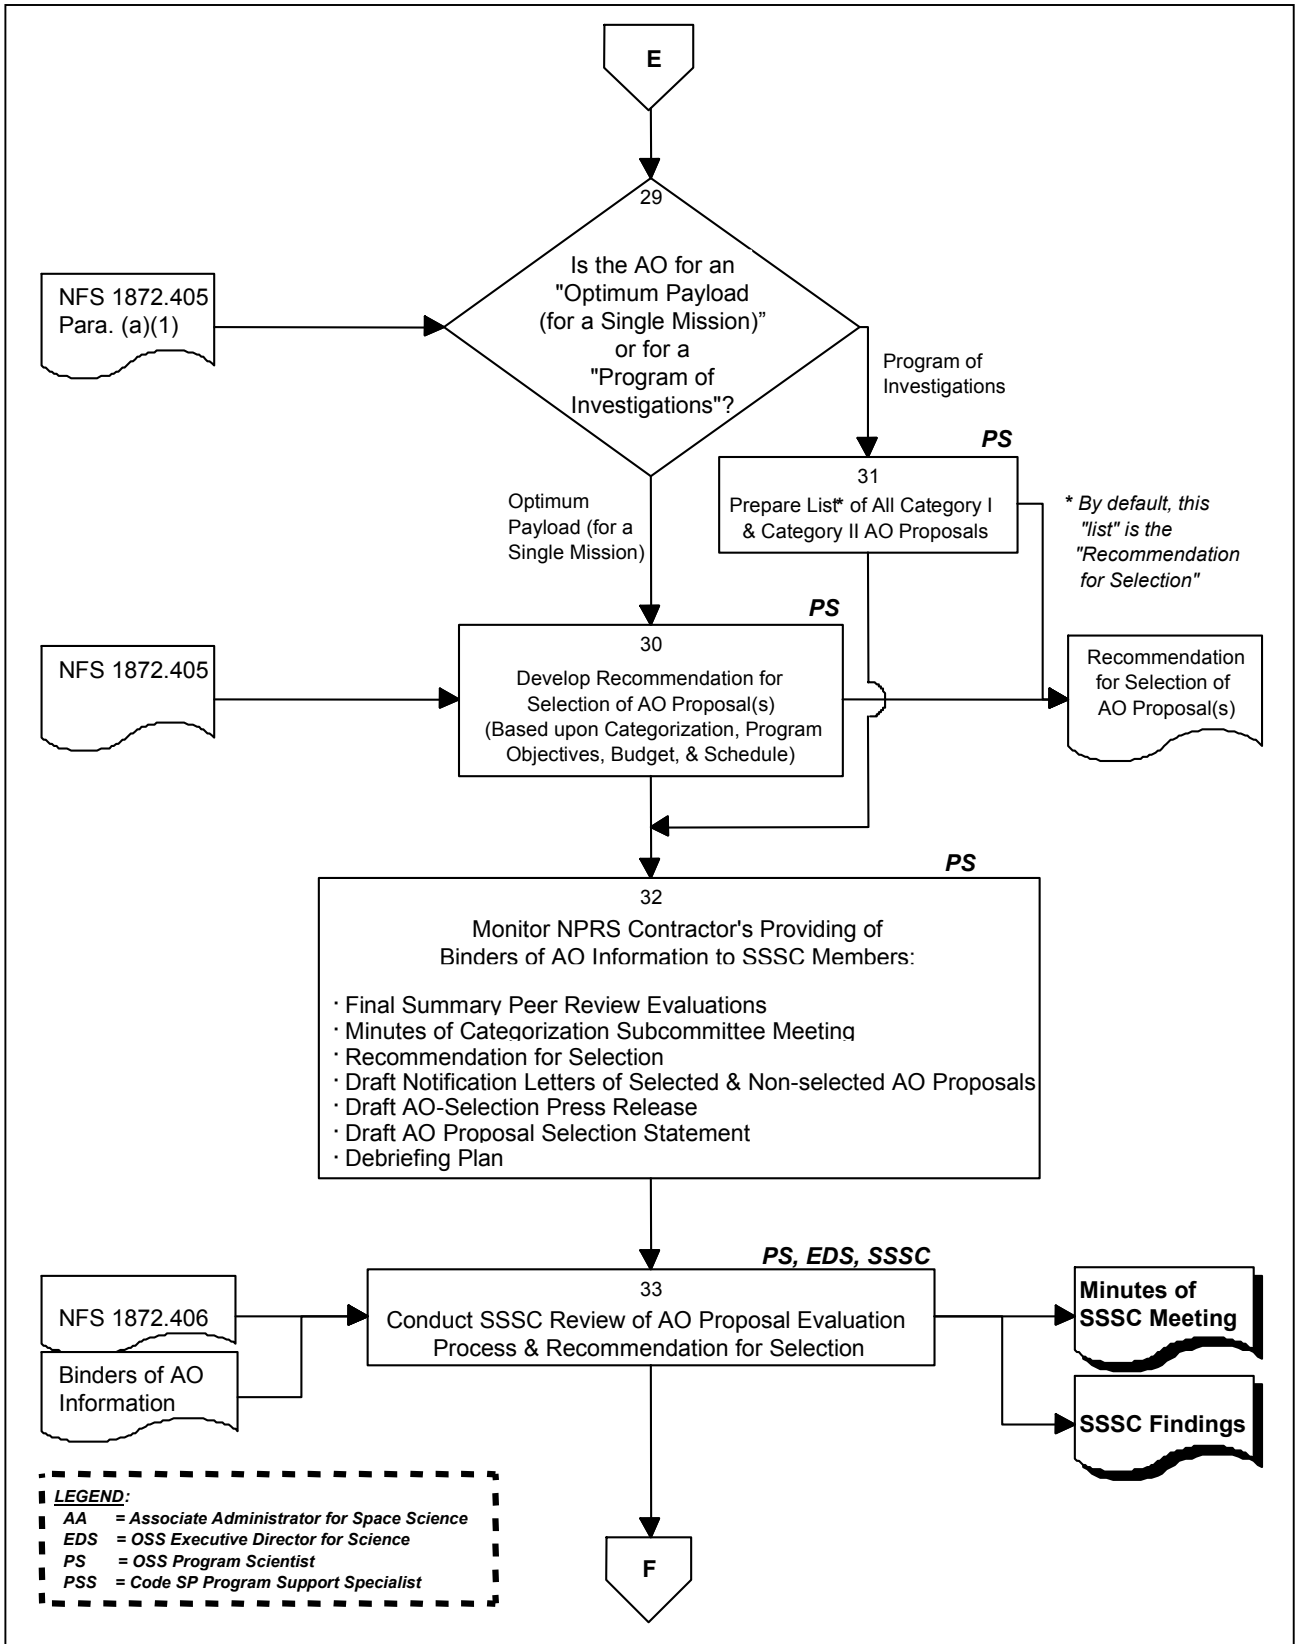 E
29
Is the AO for an
"Optimum Payload
(for a Single Mission)”
or for a
"Program of
Investigations"?
NFS 1872.405
Para. (a)(1)
Program of
Investigations
PS
31
Prepare List* of All Category I
& Category II AO Proposals
* By default, this
"list" is the
"Recommendation
for Selection"
Optimum
Payload (for a
Single Mission)
PS
NFS 1872.405
30
Develop Recommendation for
Selection of AO Proposal(s)
(Based upon Categorization, Program
Objectives, Budget, & Schedule)
Recommendation
for Selection of
AO Proposal(s)
PS
32
Monitor NPRS Contractor's Providing of
Binders of AO Information to SSSC Members:
· Final Summary Peer Review Evaluations
· Minutes of Categorization Subcommittee Meeting
· Recommendation for Selection
· Draft Notification Letters of Selected & Non-selected AO Proposals
· Draft AO-Selection Press Release
· Draft AO Proposal Selection Statement
· Debriefing Plan
PS, EDS, SSSC
NFS 1872.406
Binders of AO
Information
33
Conduct SSSC Review of AO Proposal Evaluation
Process & Recommendation for Selection
Minutes of
SSSC Meeting
SSSC Findings
LEGEND:
AA = Associate Administrator for Space Science
EDS = OSS Executive Director for Science
PS = OSS Program Scientist
PSS = Code SP Program Support Specialist
F